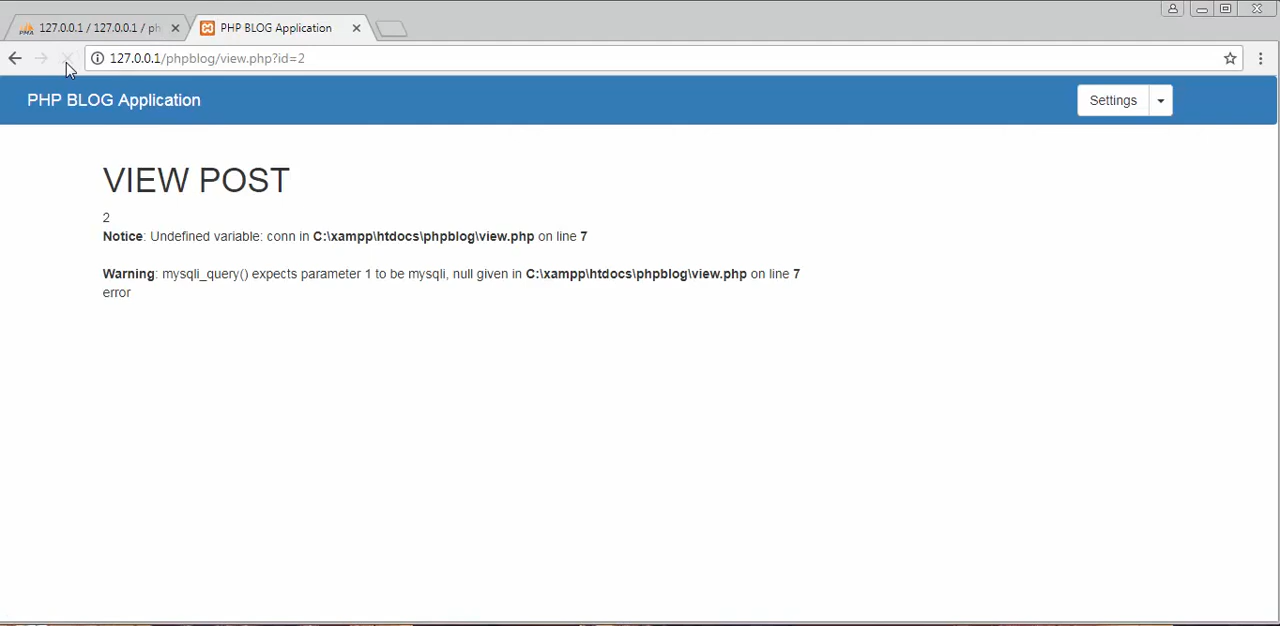 127.0.0.1 / 127.0.0.1 / ph
PHP BLOG Application
127.0.0.1/phpblog/view.php?id=2
PHP BLOG Application
Settings
VIEW POST
2
Notice: Undefined variable: conn in C:\xampp\htdocs\phpblog\view.php on line 7
Warning: mysqli_query() expects parameter 1 to be mysqli, null given in C:\xampp\htdocs\phpblog\view.php on line 7
error